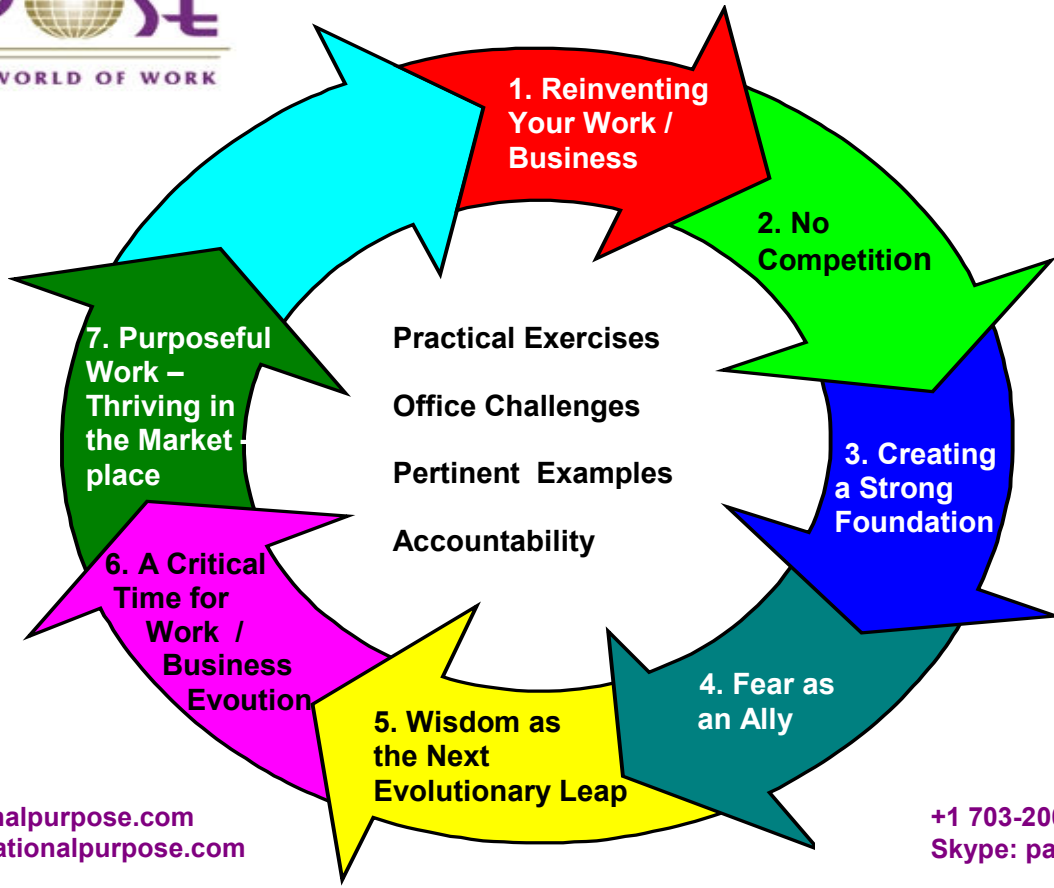 WORLD OF WORK
1. Reinventing
Your Work /
Business
2. No
Competition
3. Creating
a Strong
Foundation
4. Fear as
an Ally
5. Wisdom as
the Next
Evolutionary Leap
6. A Critical
Time for
Work /
Business
Evoution
7. Purposeful
Work –
Thriving in
the Market -
place
Practical Exercises
Office Challenges
Pertinent Examples
Accountability
nalpurpose.com
ationalpurpose.com
+1 703-200
Skype: pa